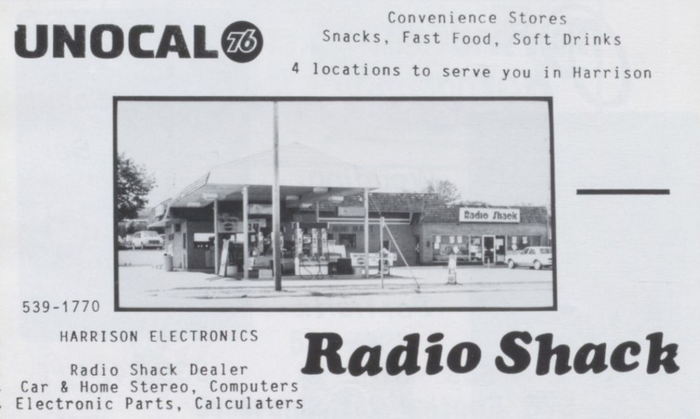 UNOCAL 76
Convenience Stores
Snacks, Fast Food, Soft Drinks
4 locations to serve you in Harrison
Radio Shack
539-1770
HARRISON ELECTRONICS
Radio Shack Dealer
Car & Home Stereo, Computers
Electronic Parts, Calculaters
Radio Shack